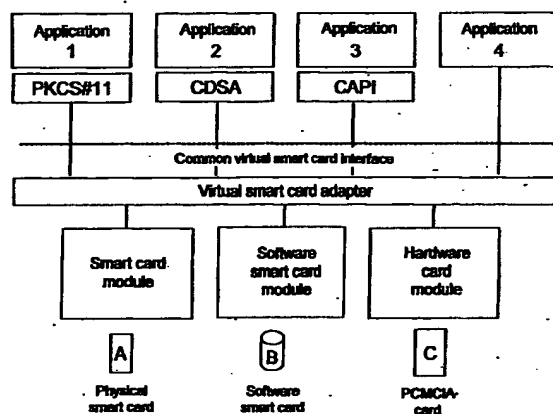 Application
1
Application
2
Application
3
Application
4
PKCS#11
CDSA
CAPI
Common virtual smart card interface
Virtual smart card adapter
Smart card
module
Software
smart card
module
Hardware
card
module
A
B
C
Physical
smart card
Software
smart card
PCMCIA-
card